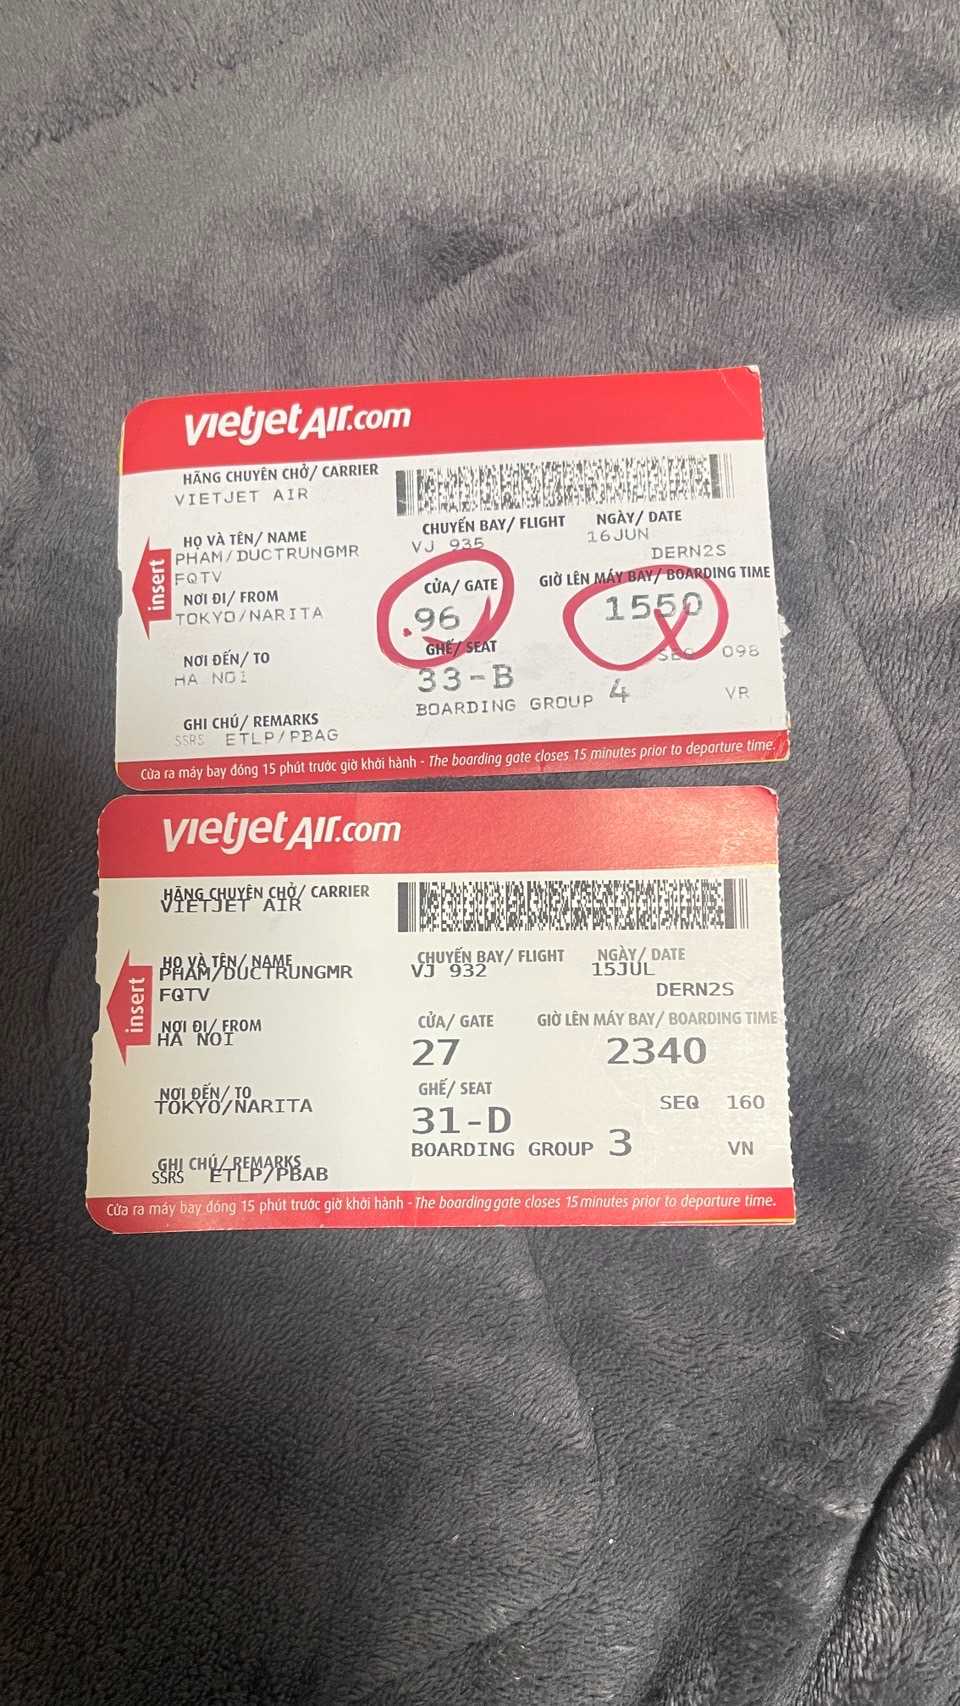 vietjetAir.com
HÃNG CHUYÊN CHỞ/ CARRIER
VIETJET AIR
HỌ VÀ TÊN/ NAME
PHAM/DUCTRUNGMR
FQTV
NƠI ĐI/ FROM
TOKYO/NARITA
NƠI ĐẾN/ TO
HA NOI
GHI CHÚ/ REMARKS
SSRS ETLP/PBAG
CHUYẾN BAY/ FLIGHT
VJ 935
NGÀY/ DATE
16JUN
DERN2S
CỬA/ GATE
96
GIỜ LÊN MÁY BAY/ BOARDING TIME
1550
GHẾ/ SEAT
33-B
SEQ 098
BOARDING GROUP 4
VR
insert
Cửa ra máy bay đóng 15 phút trước giờ khởi hành - The boarding gate closes 15 minutes prior to departure time.
vietjetAir.com
HÃNG CHUYÊN CHỞ/ CARRIER
VIETJET AIR
HỌ VÀ TÊN/ NAME
PHAM/DUCTRUNGMR
FQTV
NƠI ĐI/ FROM
HA NOI
NƠI ĐẾN/ TO
TOKYO/NARITA
GHI CHÚ/ REMARKS
SSRS ETLP/PBAB
CHUYẾN BAY/ FLIGHT
VJ 932
NGÀY/ DATE
15JUL
DERN2S
CỬA/ GATE
27
GIỜ LÊN MÁY BAY/ BOARDING TIME
2340
GHẾ/ SEAT
31-D
SEQ 160
BOARDING GROUP 3
VN
insert
Cửa ra máy bay đóng 15 phút trước giờ khởi hành - The boarding gate closes 15 minutes prior to departure time.